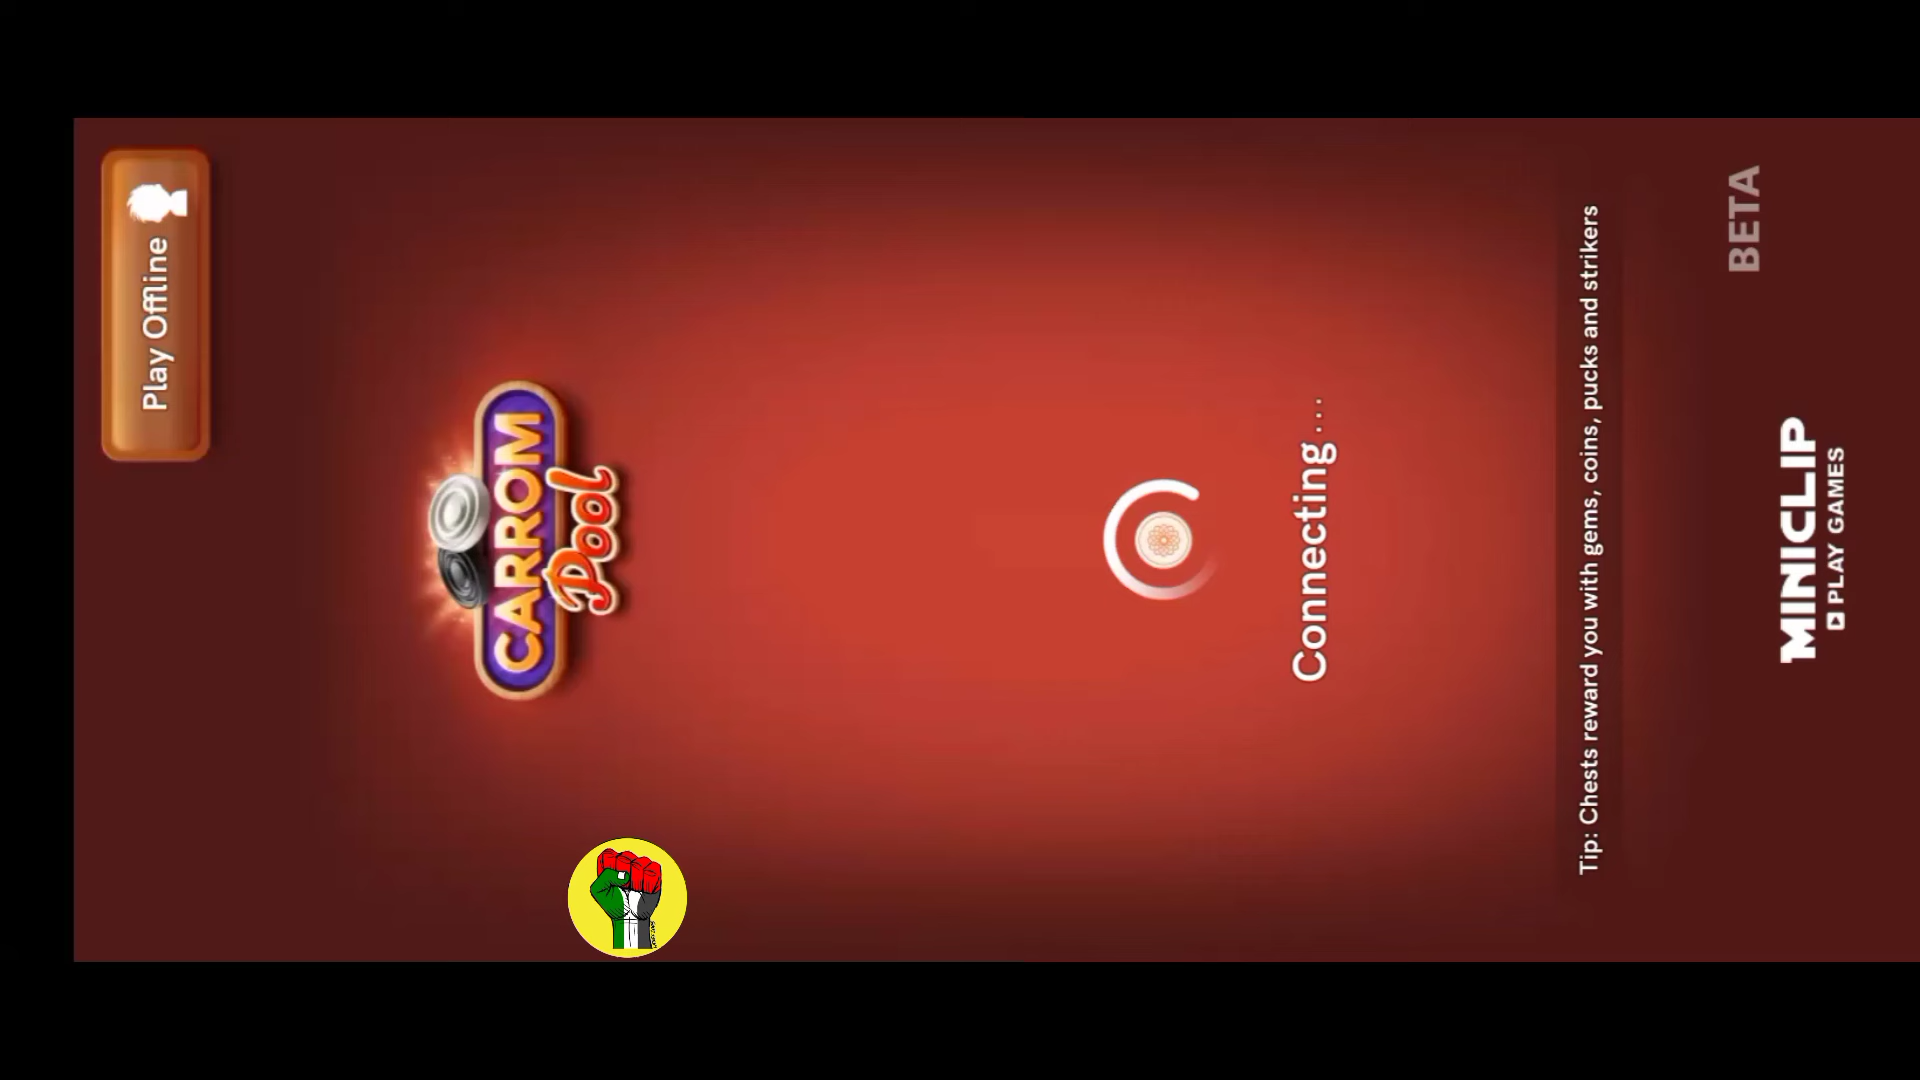 Play Offline
CARROM
Pool
Connecting...
Tip: Chests reward you with gems, coins, pucks and strikers
BETA
MINICLIP
PLAY GAMES